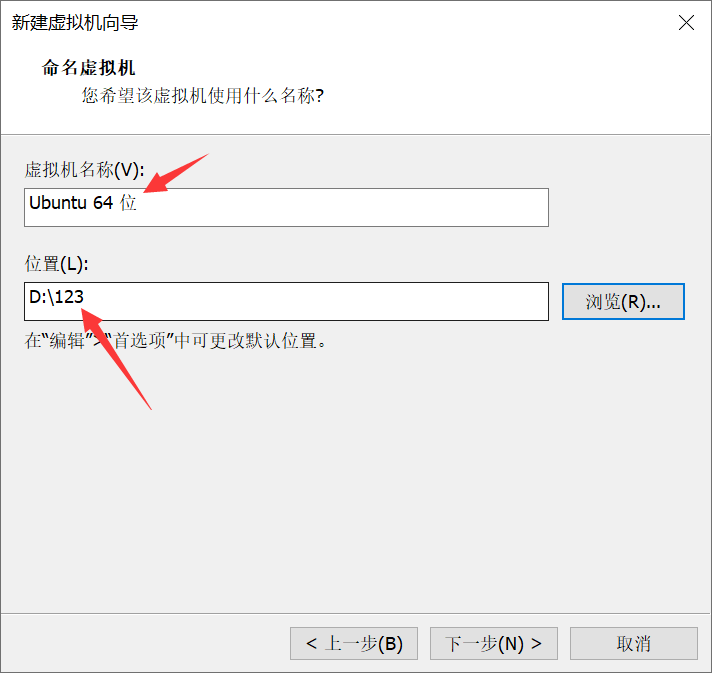 新建虚拟机向导
命名虚拟机
您希望该虚拟机使用什么名称?
虚拟机名称(V):
Ubuntu 64 位
位置(L):
D:\123
浏览(R)...
在“编辑”>“首选项”中可更改默认位置。
< 上一步(B)
下一步(N) >
取消